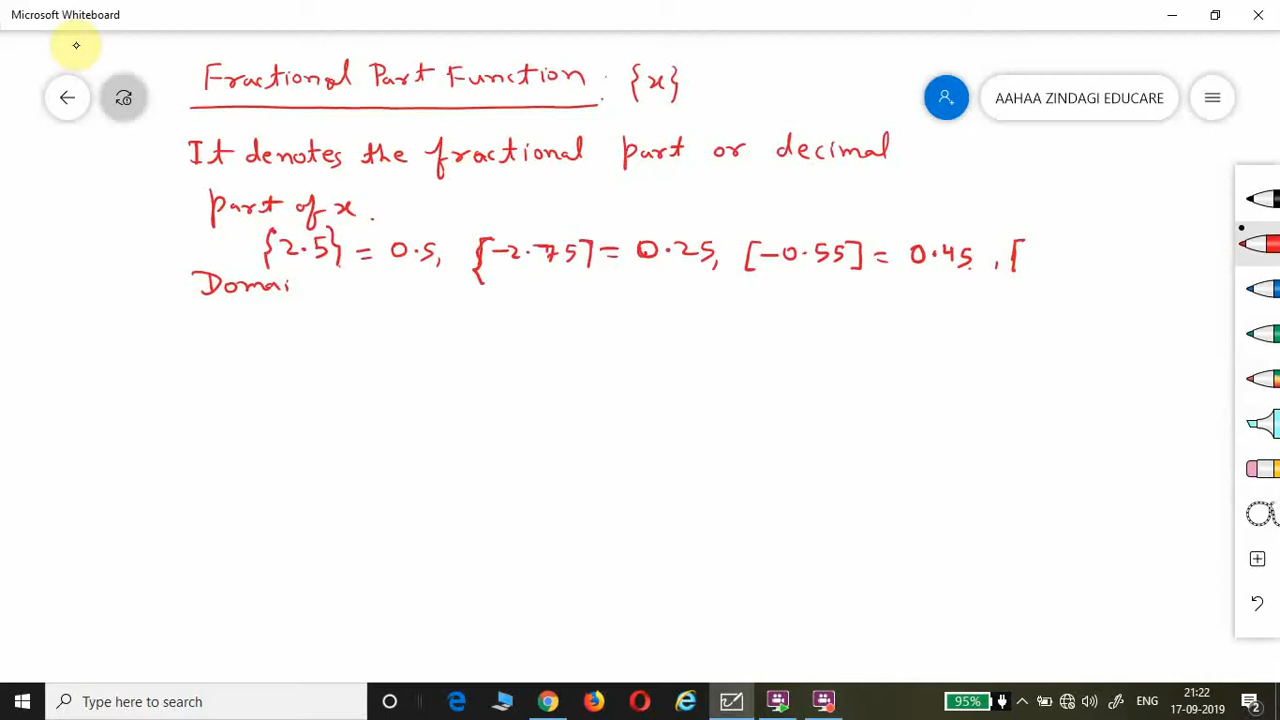 Microsoft Whiteboard
Fractional Part Function : {x}
AAHAA ZINDAGI EDUCARE
It denotes the fractional part or decimal
part of x .
{2.5} = 0.5, {-2.75] = 0.25, [-0.55] = 0.45 , [
Domai
Type here to search
95%
ENG
21:22
17-09-2019
2